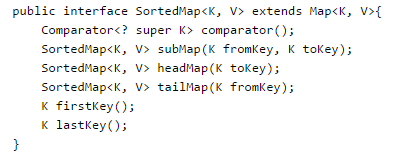 public interface SortedMap<K, V> extends Map<K, V>{
    Comparator<? super K> comparator();
    SortedMap<K, V> subMap(K fromKey, K toKey);
    SortedMap<K, V> headMap(K toKey);
    SortedMap<K, V> tailMap(K fromKey);
    K firstKey();
    K lastKey();
}